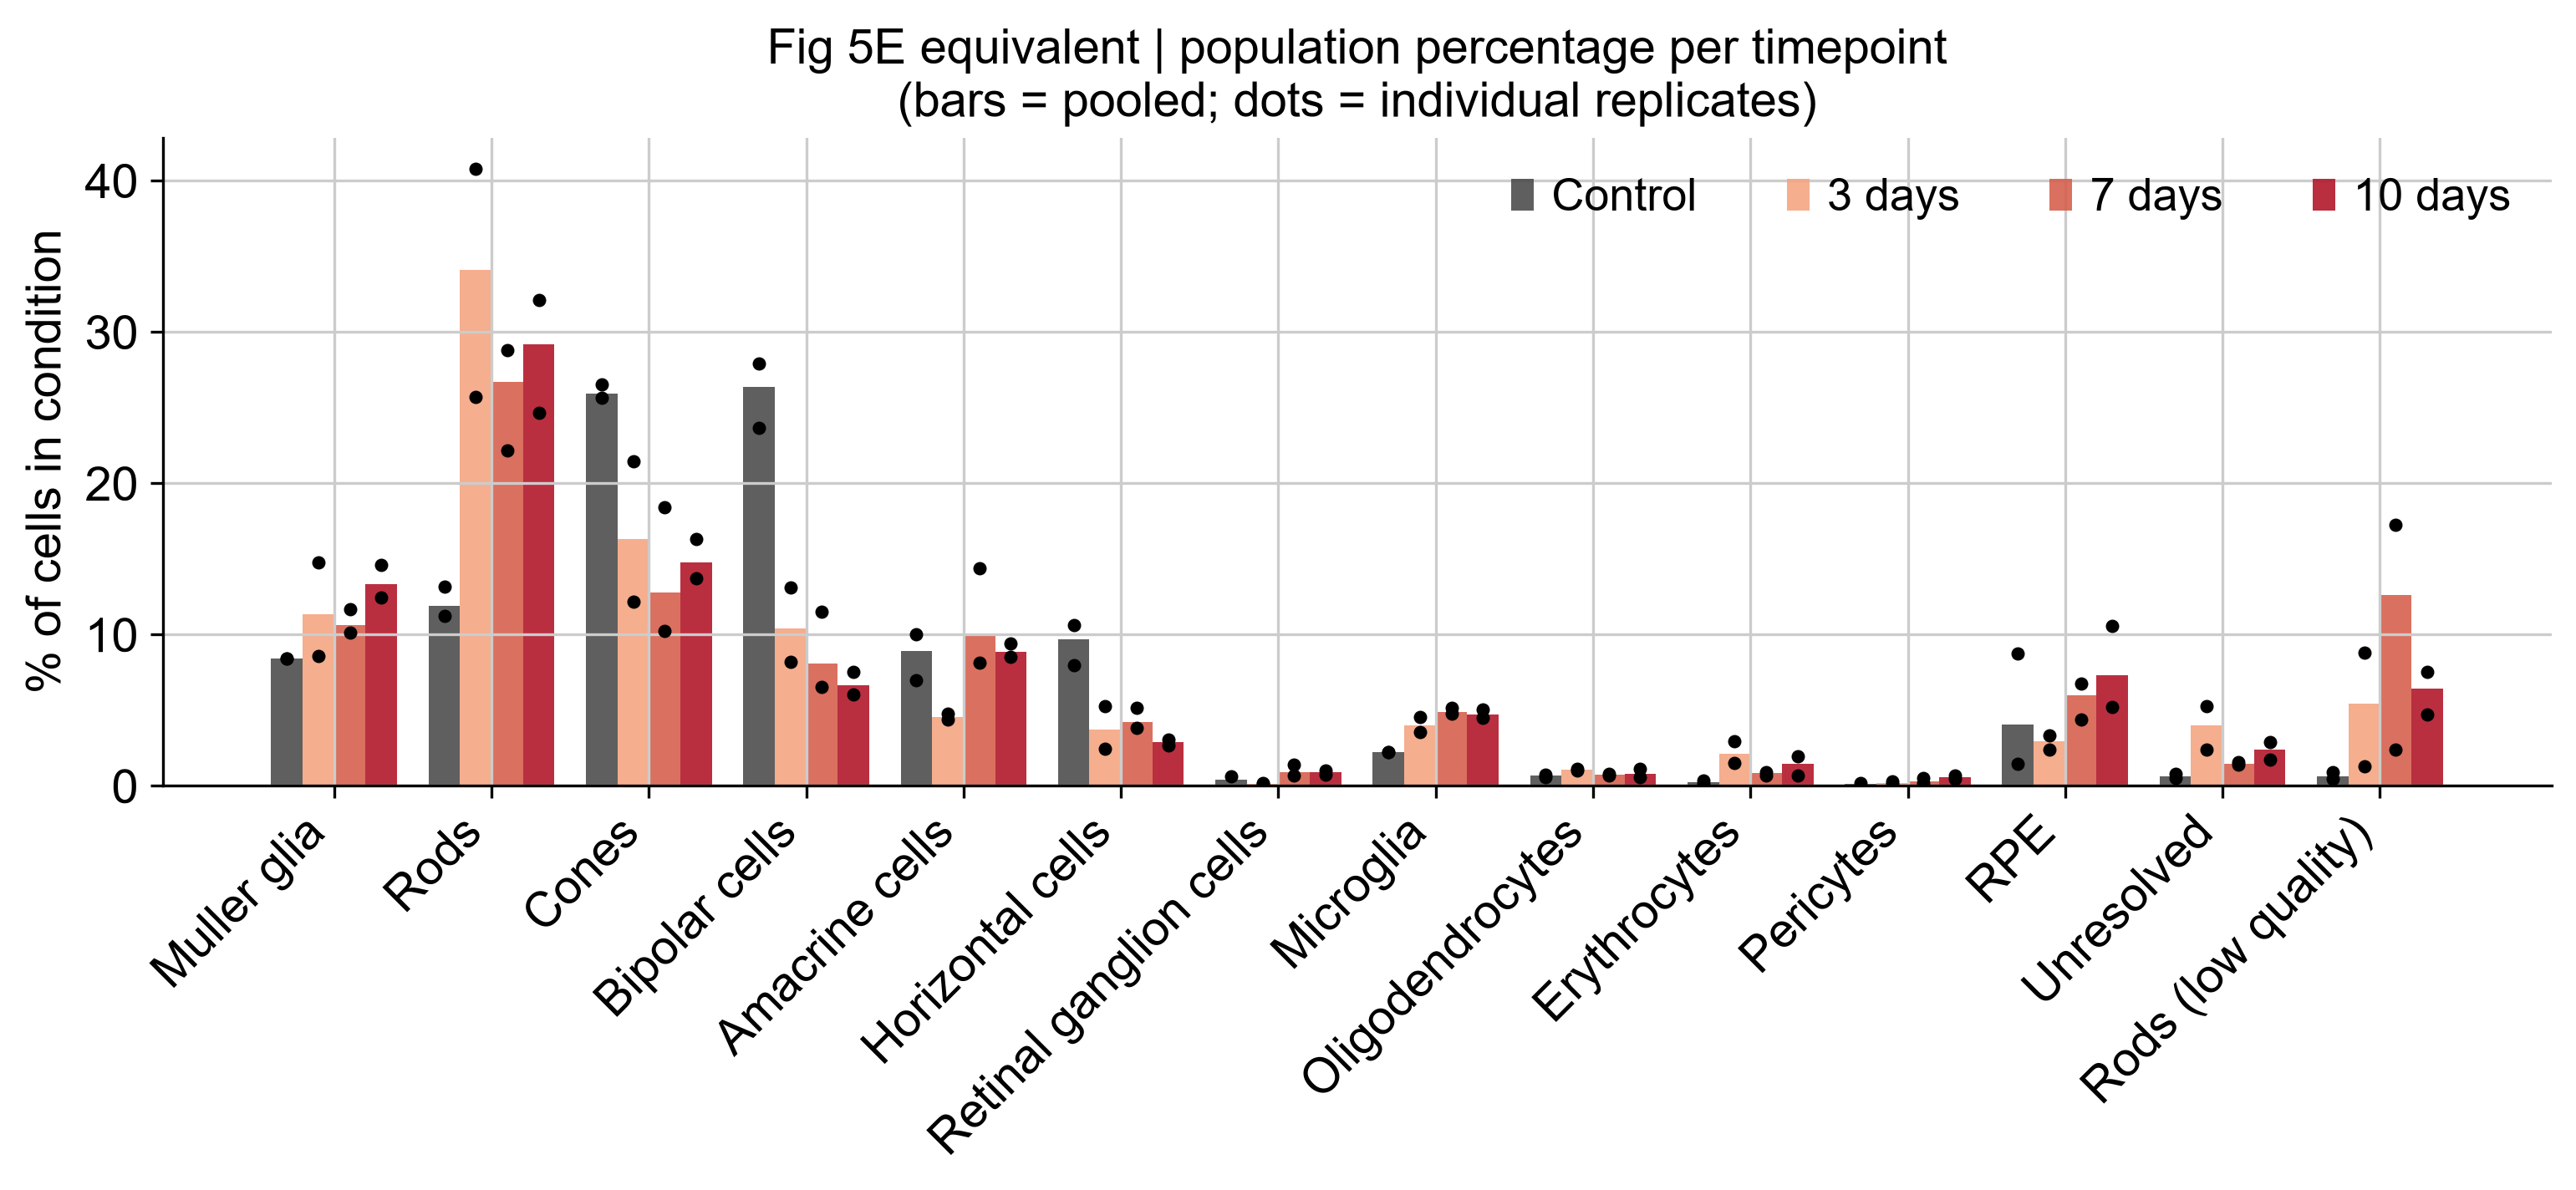 Fig 5E equivalent | population percentage per timepoint
(bars = pooled; dots = individual replicates)
Control
3 days
7 days
10 days
% of cells in condition
40
30
20
10
0
Muller glia
Rods
Cones
Bipolar cells
Amacrine cells
Horizontal cells
Retinal ganglion cells
Microglia
Oligodendrocytes
Erythrocytes
Pericytes
RPE
Unresolved
Rods (low quality)